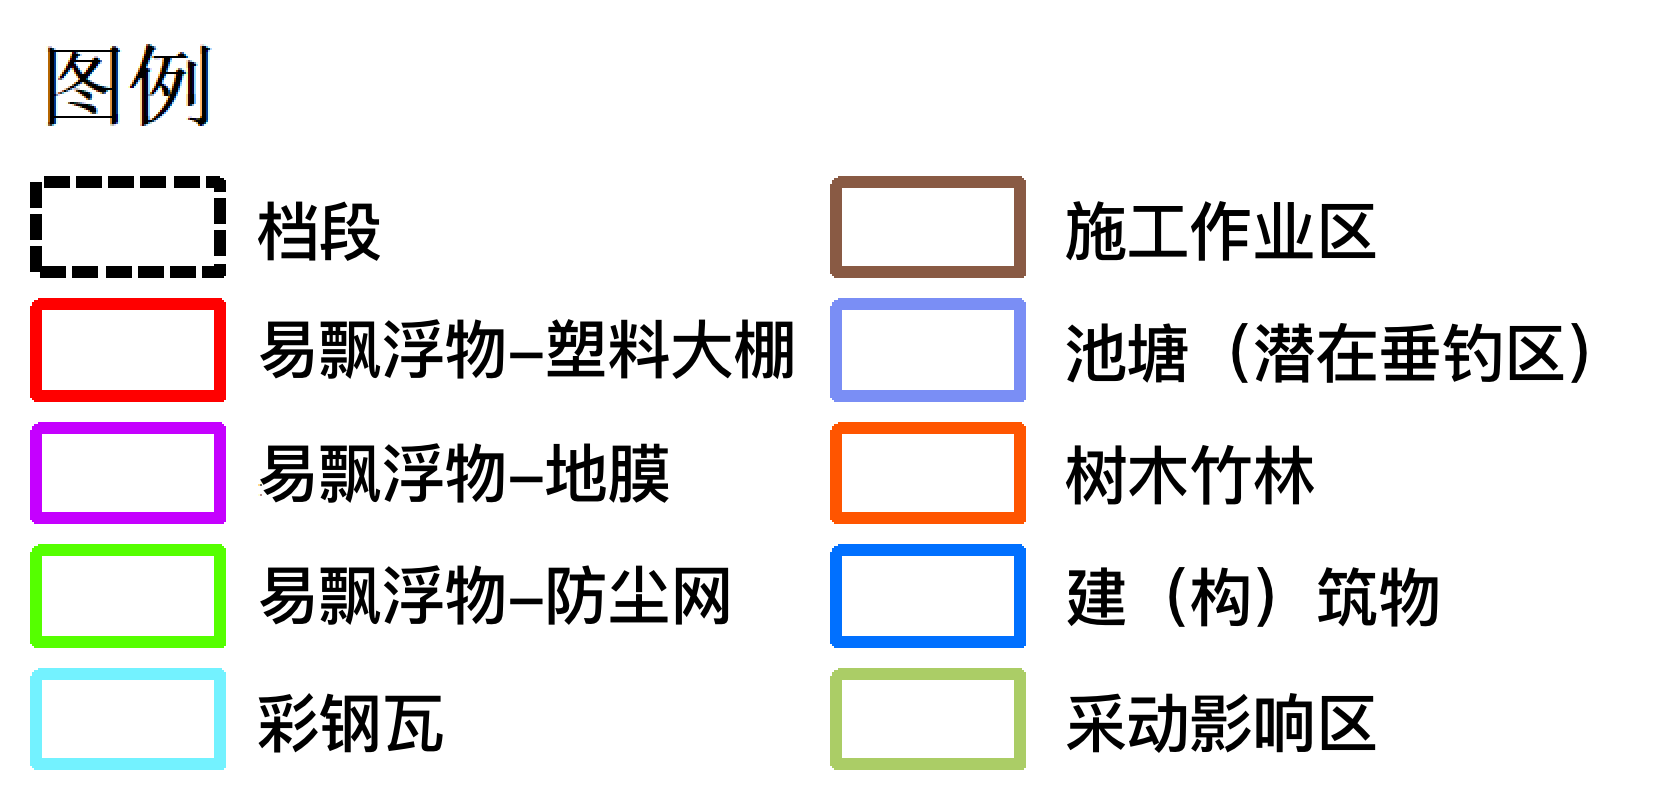 图例
档段
易飘浮物–塑料大棚
易飘浮物–地膜
易飘浮物–防尘网
彩钢瓦
施工作业区
池塘（潜在垂钓区）
树木竹林
建（构）筑物
采动影响区